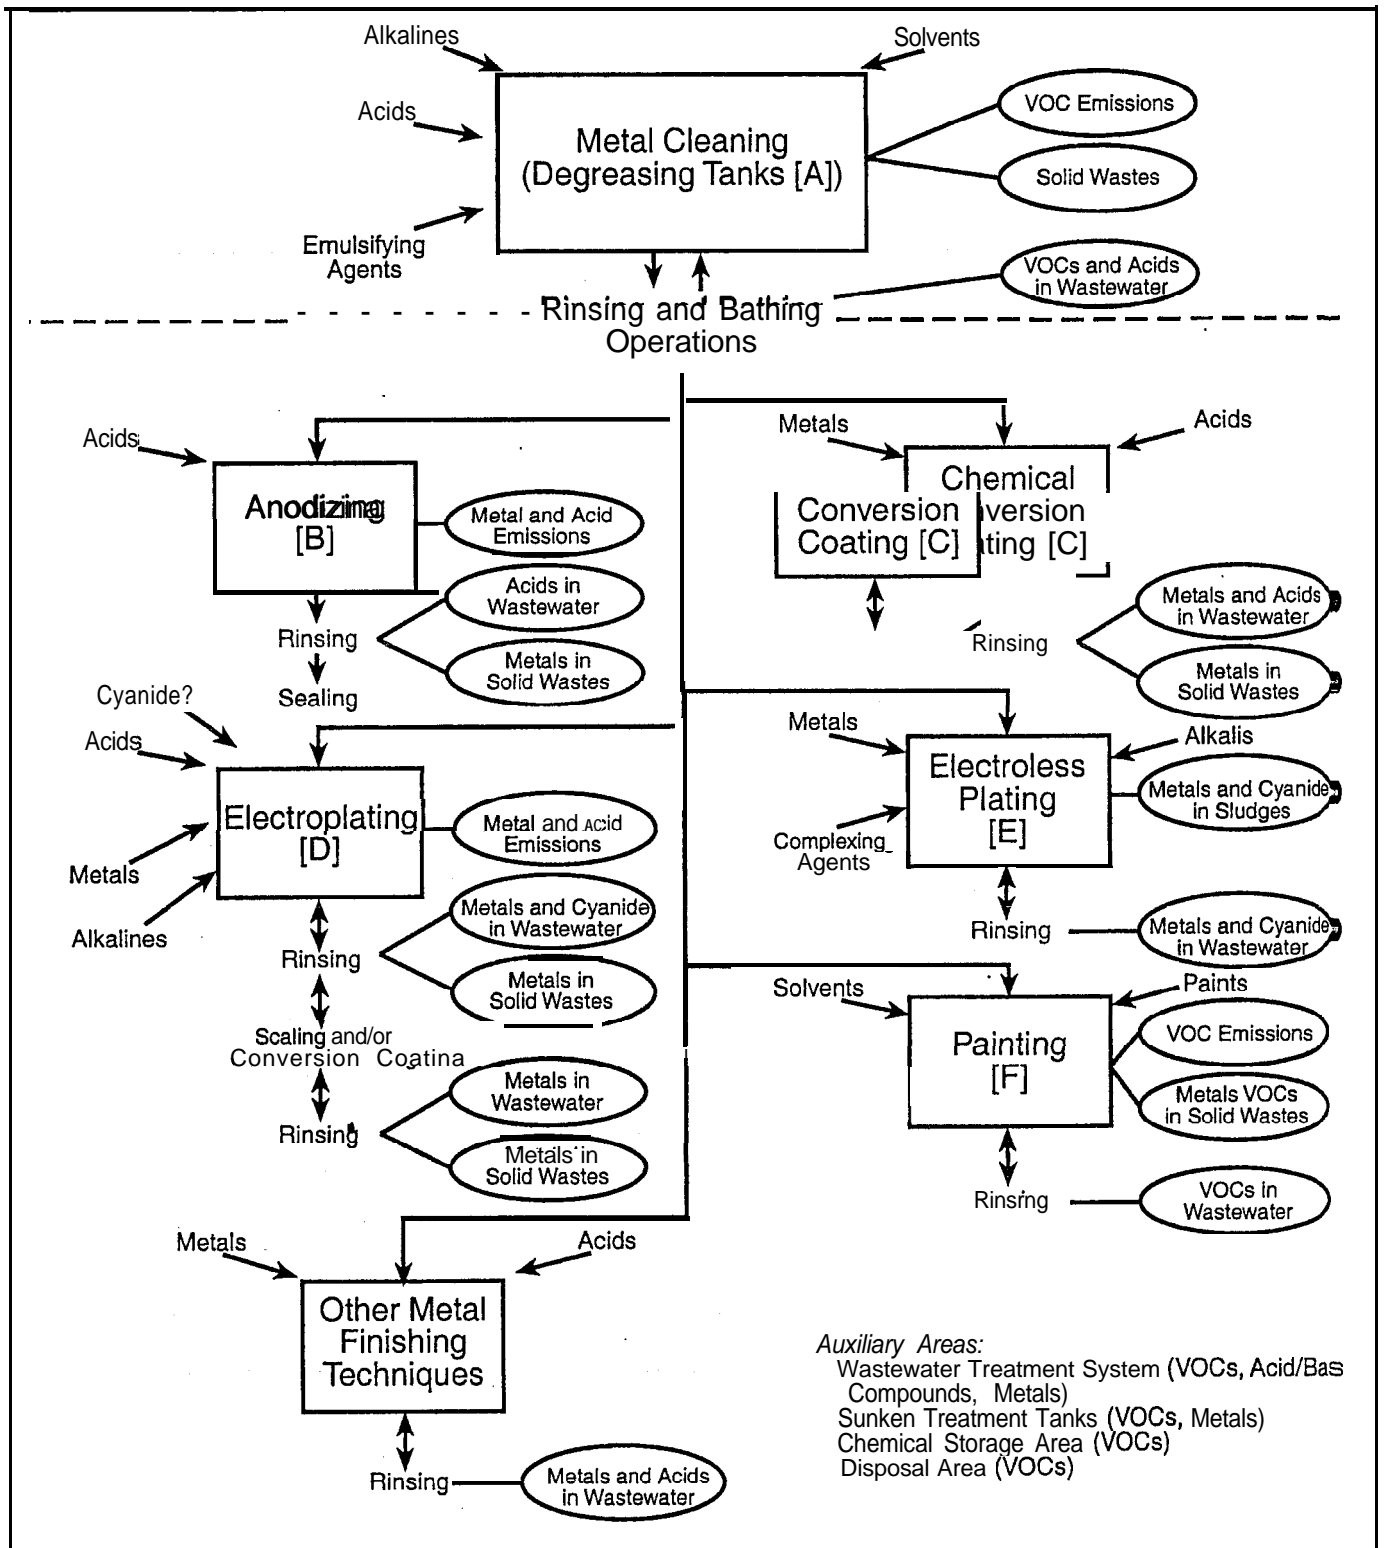 Alkalines
Solvents
Acids
Metal Cleaning
(Degreasing Tanks [A])
VOC Emissions
Solid Wastes
Emulsifying
Agents
VOCs and Acids
in Wastewater
Rinsing and Bathing
Operations
Acids
Anodizing
[B]
Metal and Acid
Emissions
Acids in
Wastewater
Rinsing
Metals in
Solid Wastes
Sealing
Metals
Acids
Chemical
Conversion
Coating [C]
nversion
ating [C]
Metals and Acids
in Wastewater
Rinsing
Metals in
Solid Wastes
Cyanide?
Acids
Electroplating
[D]
Metal and Acid
Emissions
Metals
Alkalines
Metals and Cyanide
in Wastewater
Rinsing
Metals in
Solid Wastes
Scaling and/or
Conversion Coatina
Metals in
Wastewater
Rinsing
Metals in
Solid Wastes
Metals
Alkalis
Electroless
Plating
[E]
Metals and Cyanide
in Sludges
Complexing
Agents
Rinsing
Metals and Cyanide
in Wastewater
Solvents
Paints
Painting
[F]
VOC Emissions
Metals VOCs
in Solid Wastes
Rinsing
VOCs in
Wastewater
Metals
Acids
Other Metal
Finishing
Techniques
Rinsing
Metals and Acids
in Wastewater
Auxiliary Areas:
Wastewater Treatment System (VOCs, Acid/Bas
Compounds, Metals)
Sunken Treatment Tanks (VOCs, Metals)
Chemical Storage Area (VOCs)
Disposal Area (VOCs)